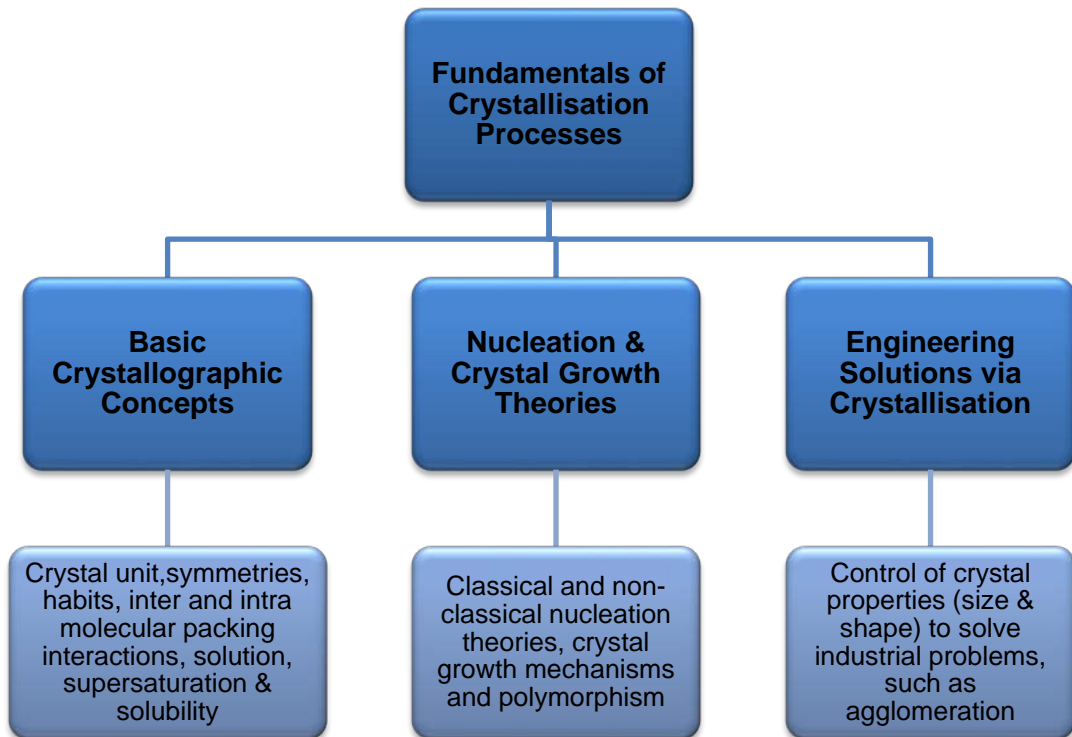 Fundamentals of
Crystallisation
Processes
Basic
Crystallographic
Concepts
Nucleation &
Crystal Growth
Theories
Engineering
Solutions via
Crystallisation
Crystal unit,symmetries,
habits, inter and intra
molecular packing
interactions, solution,
supersaturation &
solubility
Classical and non-
classical nucleation
theories, crystal
growth mechanisms
and polymorphism
Control of crystal
properties (size &
shape) to solve
industrial problems,
such as
agglomeration